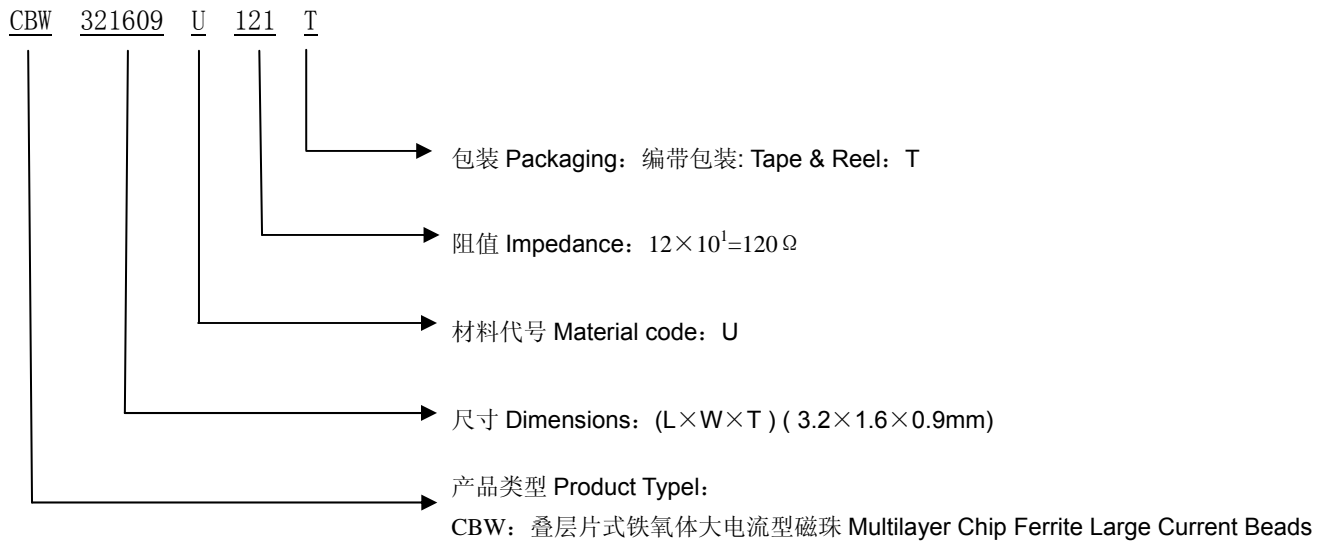 CBW 321609 U 121 T
包装 Packaging：编带包装: Tape & Reel：T
阻值 Impedance：12×10¹=120Ω
材料代号 Material code：U
尺寸 Dimensions：(L×W×T ) ( 3.2×1.6×0.9mm)
产品类型 Product Typel：
CBW：叠层片式铁氧体大电流型磁珠 Multilayer Chip Ferrite Large Current Beads